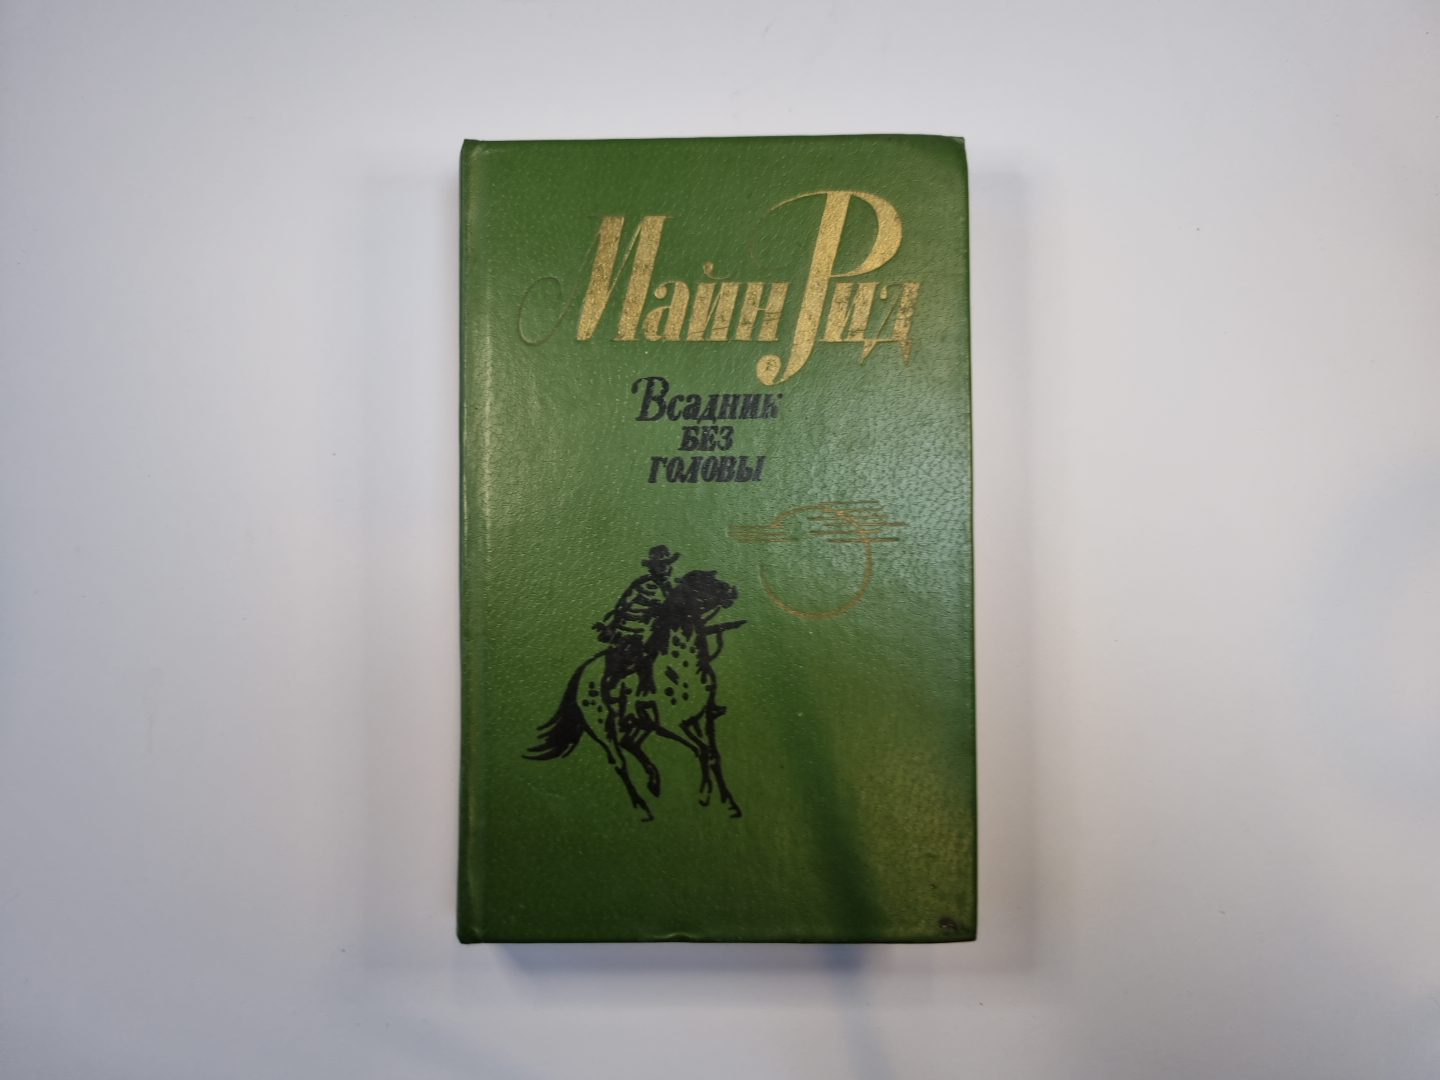 Майн Рид
Всадник
без
головы